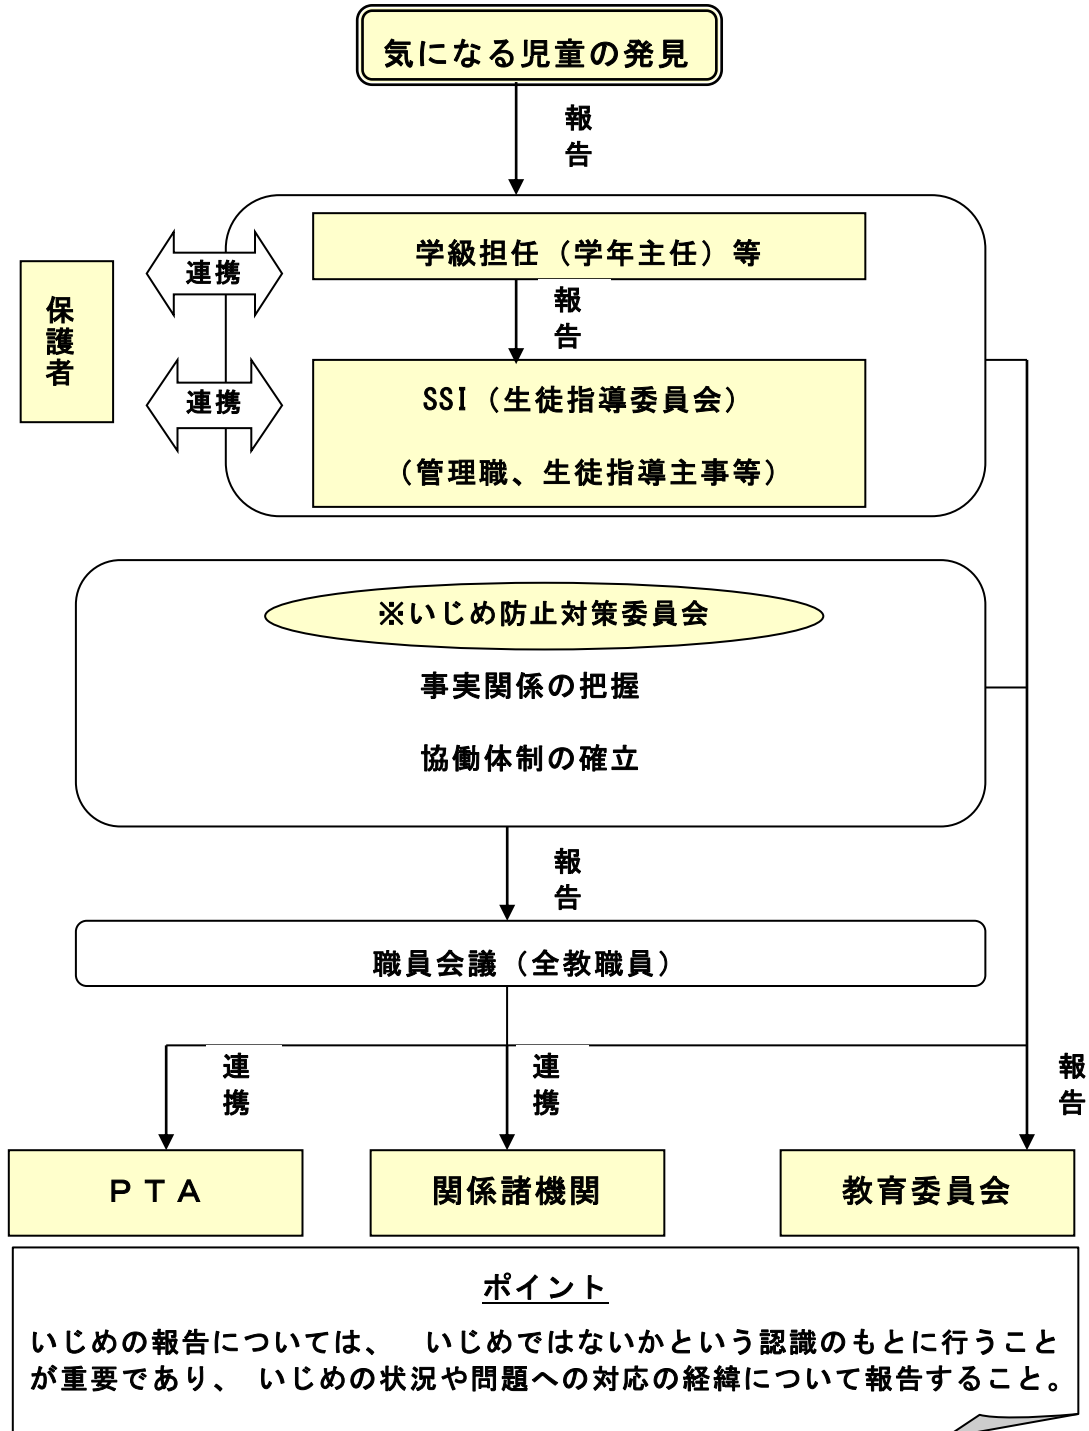 気になる児童の発見
報告
学級担任（学年主任）等
連携
報告
保護者
SSI（生徒指導委員会）
連携
（管理職、生徒指導主事等）
※いじめ防止対策委員会
事実関係の把握
協働体制の確立
報告
職員会議（全教職員）
連携
連携
報告
ＰＴＡ
関係諸機関
教育委員会
ポイント
いじめの報告については、　いじめではないかという認識のもとに行うこと
が重要であり、 いじめの状況や問題への対応の経緯について報告すること。